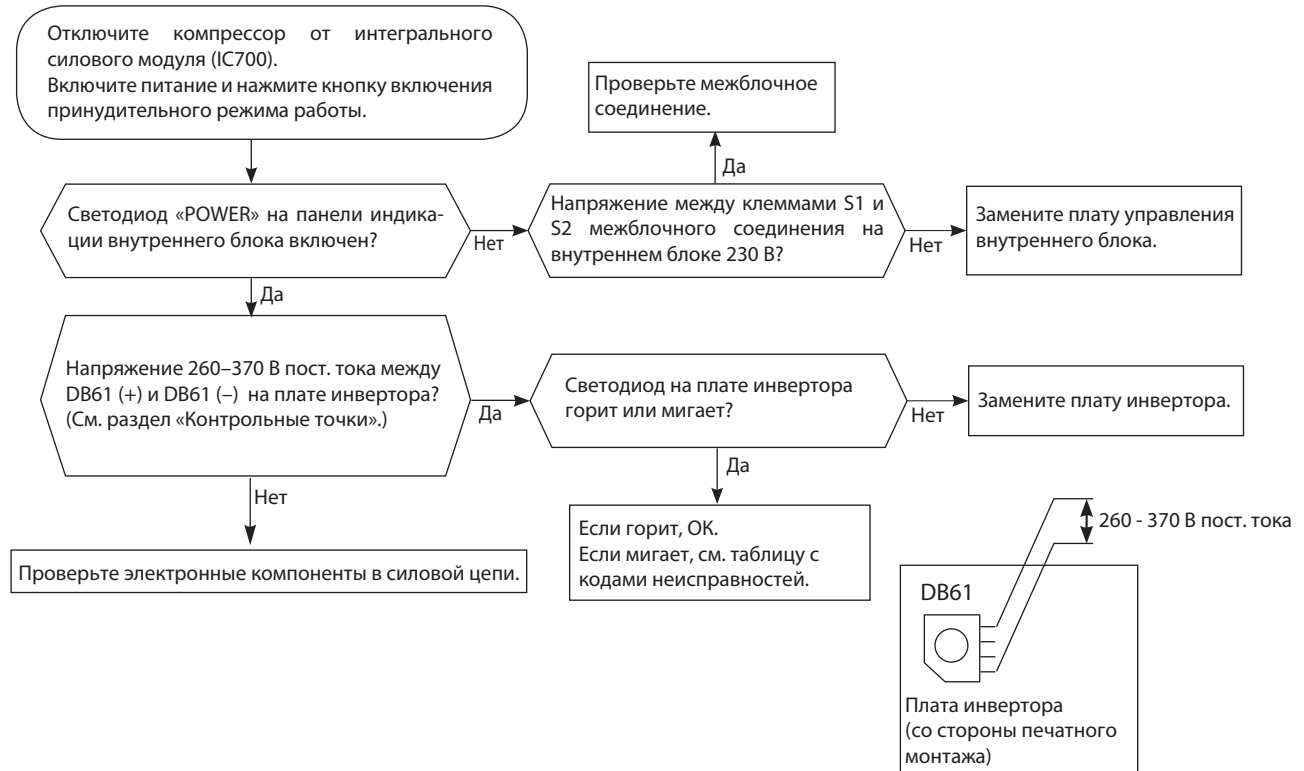 Отключите компрессор от интегрального
силового модуля (IC700).
Включите питание и нажмите кнопку включения
принудительного режима работы.
Проверьте межблочное
соединение.
Да
Светодиод «POWER» на панели индика-
ции внутреннего блока включен?
Нет
Напряжение между клеммами S1 и
S2 межблочного соединения на
внутреннем блоке 230 В?
Нет
Замените плату управления
внутреннего блока.
Да
Напряжение 260–370 В пост. тока между
DB61 (+) и DB61 (–) на плате инвертора?
(См. раздел «Контрольные точки».)
Да
Светодиод на плате инвертора
горит или мигает?
Нет
Замените плату инвертора.
Нет
Да
Проверьте электронные компоненты в силовой цепи.
Если горит, OK.
Если мигает, см. таблицу с
кодами неисправностей.
260 - 370 В пост. тока
DB61
Плата инвертора
(со стороны печатного
монтажа)